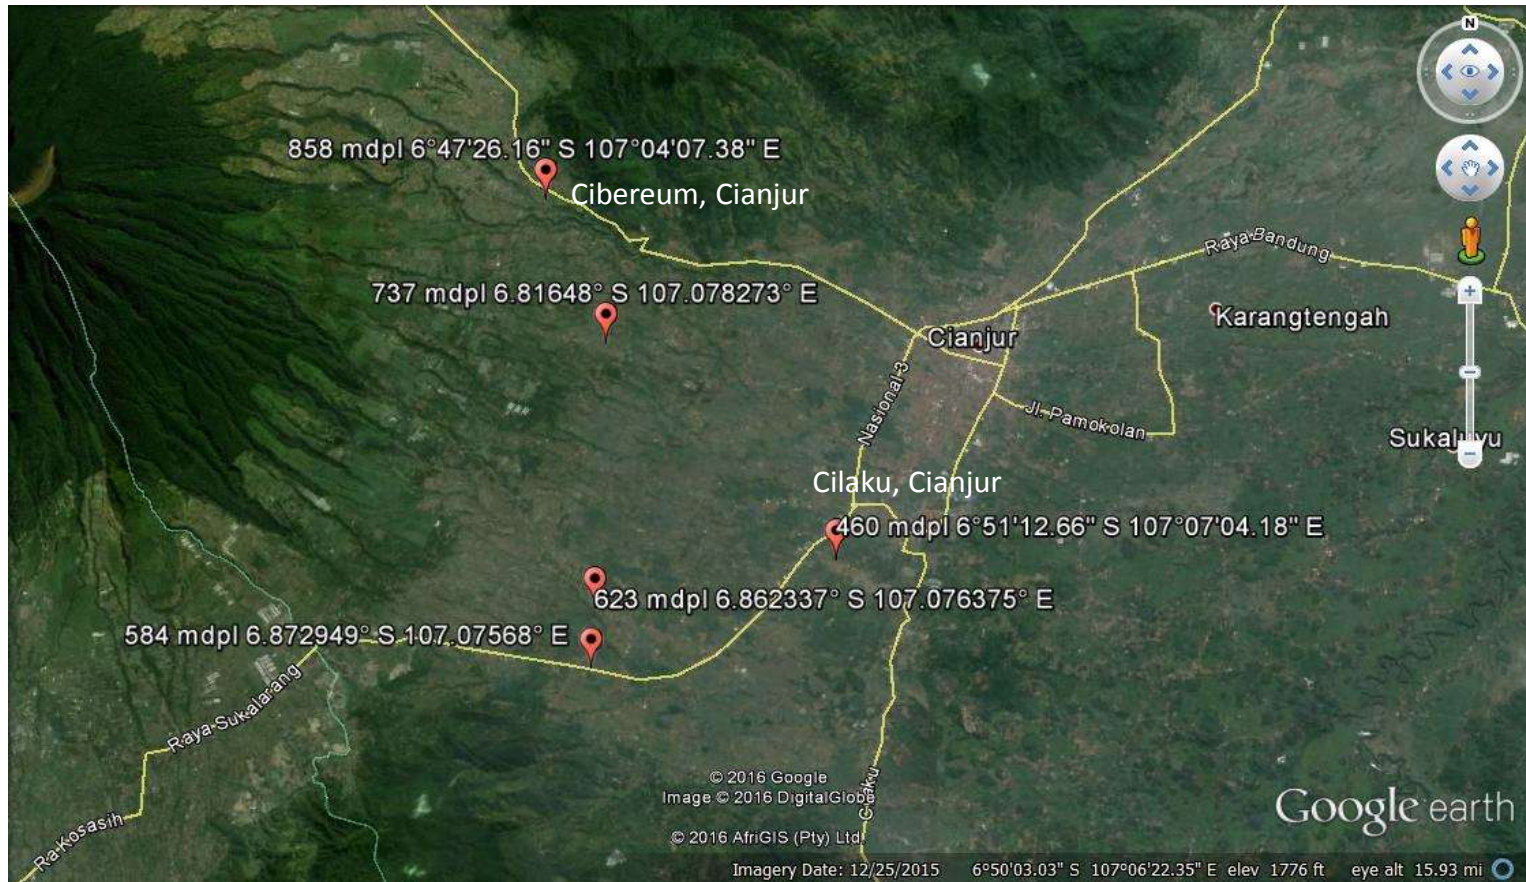 N
858 mdpl 6°47'26.16" S 107°04'07.38" E
Cibereum, Cianjur
Raya Bandung
737 mdpl 6.81648° S 107.078273° E
Karangtengah
Cianjur
Nasional 3
Jl. Pamokolan
Cilaku, Cianjur
460 mdpl 6°51'12.66" S 107°07'04.18" E
623 mdpl 6.862337° S 107.076375° E
584 mdpl 6.872949° S 107.07568° E
Raya Sukalarang
© 2016 Google
Image © 2016 DigitalGlobe
Cilaku
Google earth
© 2016 AfriGIS (Pty) Ltd.
Ra Kosasih
Imagery Date: 12/25/2015 6°50'03.03" S 107°06'22.35" E elev 1776 ft eye alt 15.93 mi